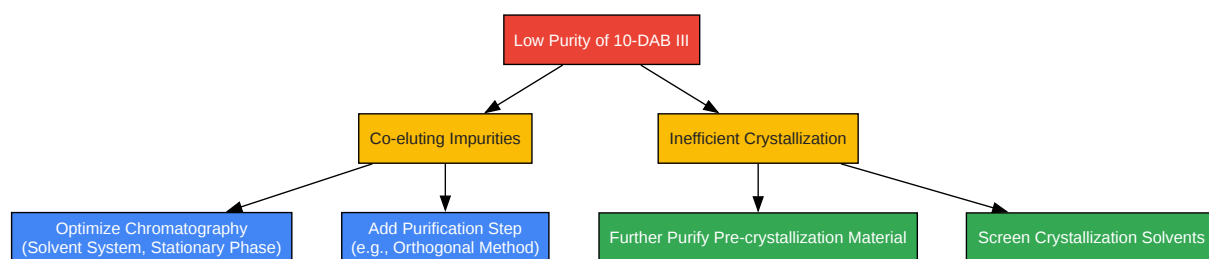 Low Purity of 10-DAB III
Co-eluting Impurities
Inefficient Crystallization
Optimize Chromatography
(Solvent System, Stationary Phase)
Add Purification Step
(e.g., Orthogonal Method)
Further Purify Pre-crystallization Material
Screen Crystallization Solvents